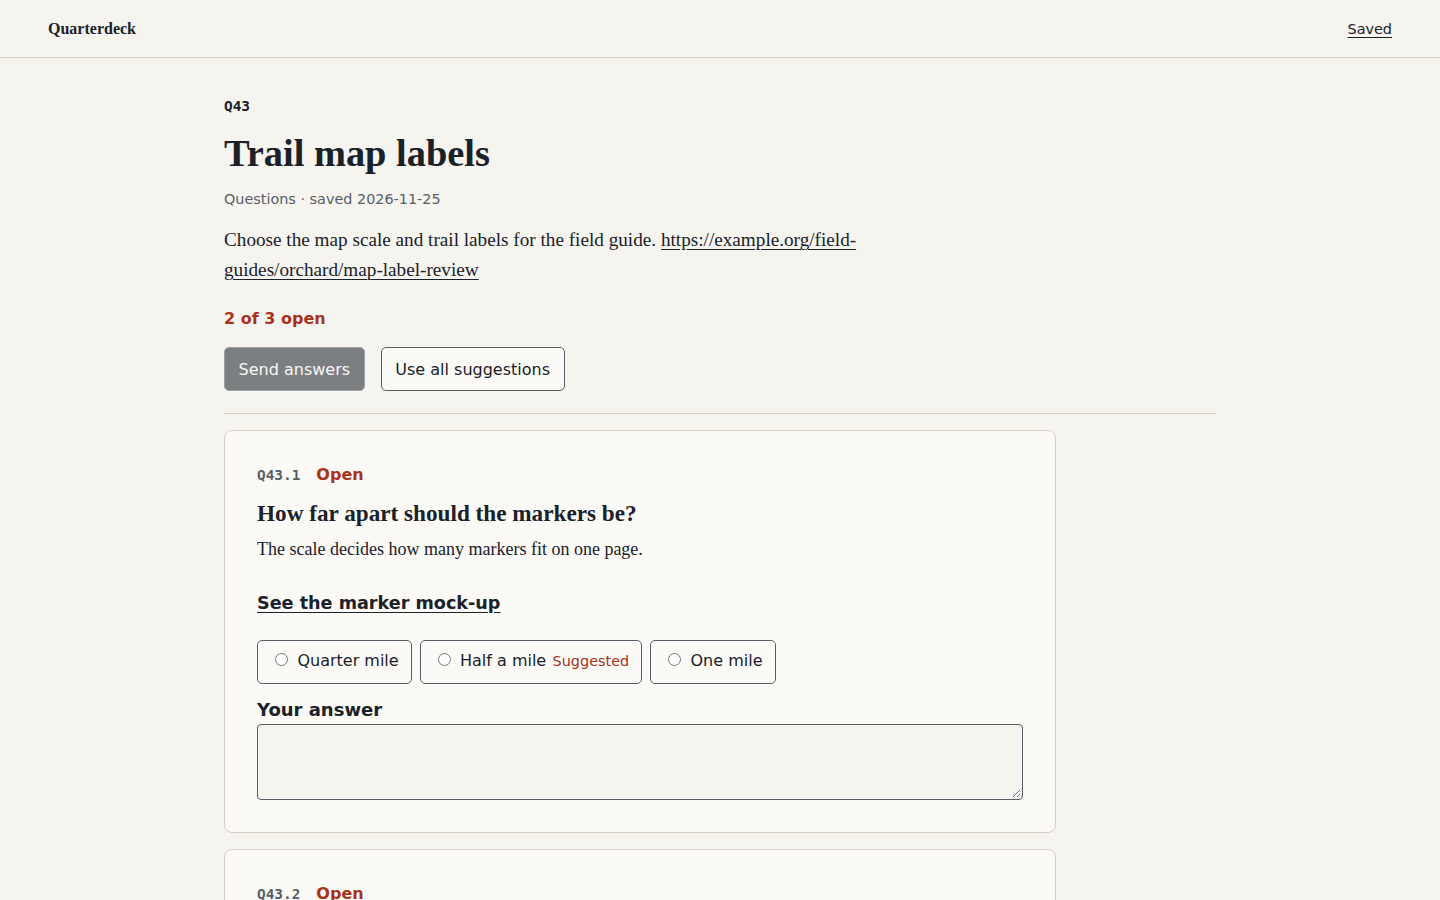 Quarterdeck
Saved
Q43
Trail map labels
Questions · saved 2026-11-25
Choose the map scale and trail labels for the field guide. https://example.org/field-
guides/orchard/map-label-review
2 of 3 open
Send answers
Use all suggestions
Q43.1 Open
How far apart should the markers be?
The scale decides how many markers fit on one page.
See the marker mock-up
Quarter mile
Half a mile Suggested
One mile
Your answer
Q43.2 Open